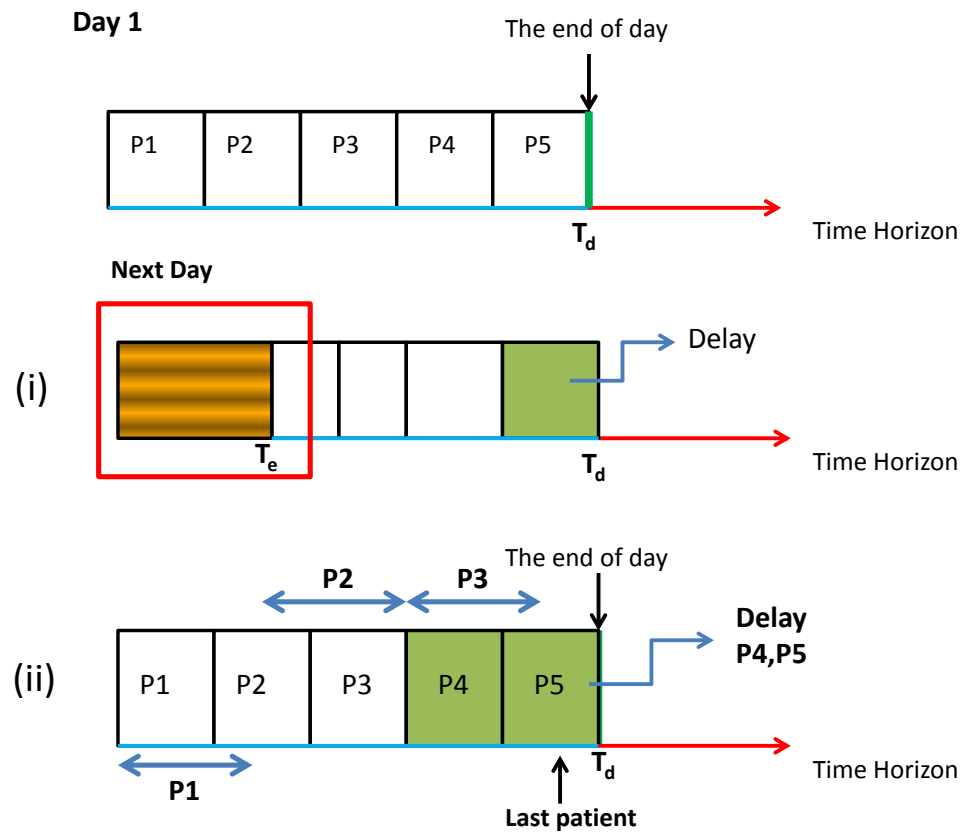 Day 1
The end of day
P1 P2 P3 P4 P5
Td
Time Horizon
Next Day
(i)
Delay
Te
Td
Time Horizon
The end of day
P2 P3
Delay
P4,P5
(ii)
P1 P2 P3 P4 P5
Td
P1
Time Horizon
Last patient